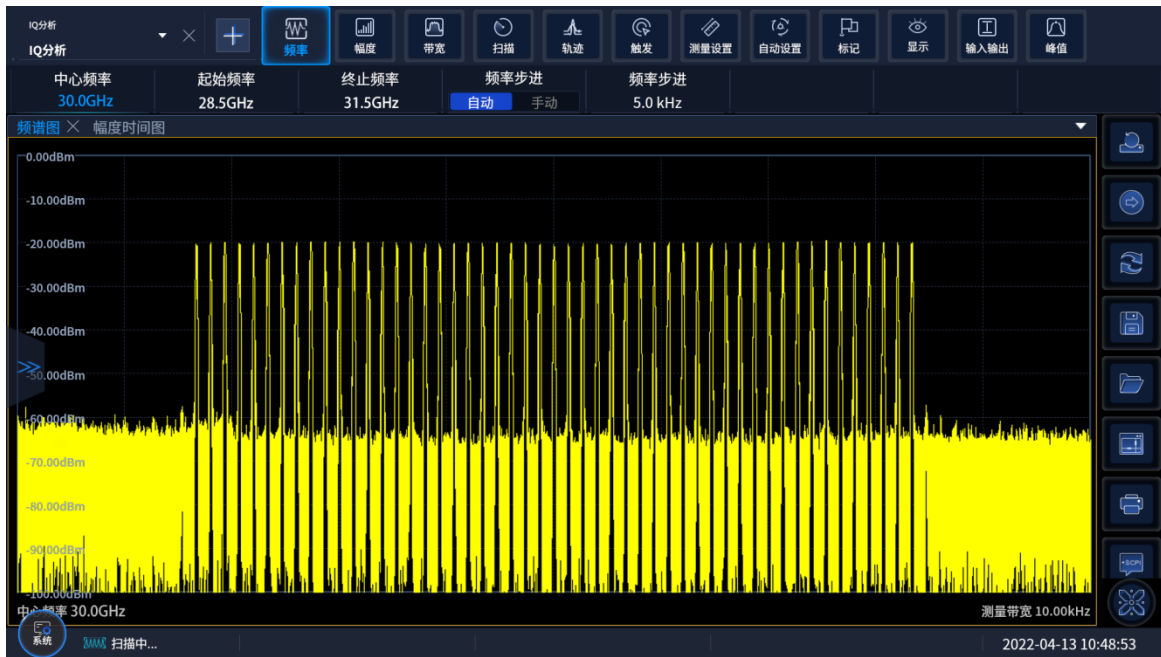 IQ分析
IQ分析
频率
幅度
带宽
扫描
轨迹
触发
测量设置
自动设置
标记
显示
输入输出
峰值
中心频率
30.0GHz
起始频率
28.5GHz
终止频率
31.5GHz
频率步进
自动 手动
频率步进
5.0 kHz
频谱图 幅度时间图
0.00dBm
-10.00dBm
-20.00dBm
-30.00dBm
-40.00dBm
-50.00dBm
-60.00dBm
-70.00dBm
-80.00dBm
-90.00dBm
-100.00dBm
中心频率 30.0GHz
测量带宽 10.00kHz
+SCPI
系统
扫描中...
2022-04-13 10:48:53